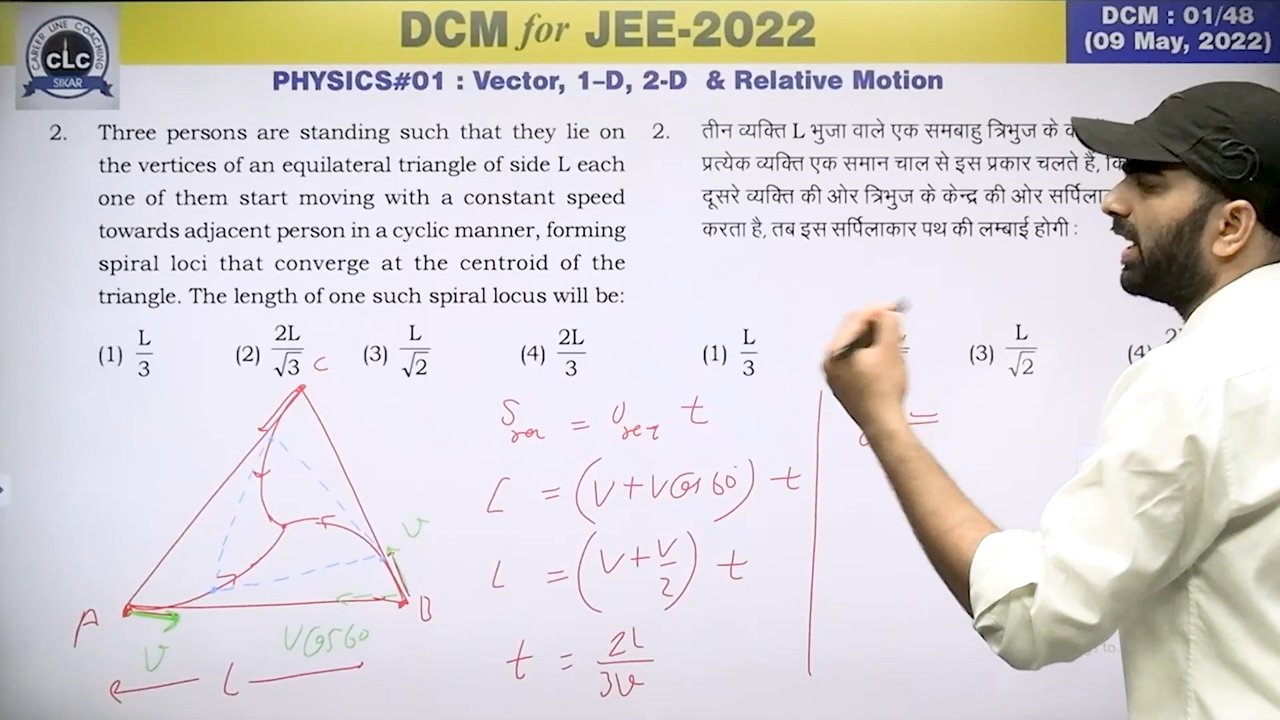 CAREER LINE COACHING
CLC
SIKAR
DCM for JEE-2022
DCM : 01/48
(09 May, 2022)
PHYSICS#01 : Vector, 1–D, 2-D & Relative Motion
2. Three persons are standing such that they lie on
the vertices of an equilateral triangle of side L each
one of them start moving with a constant speed
towards adjacent person in a cyclic manner, forming
spiral loci that converge at the centroid of the
triangle. The length of one such spiral locus will be:
(1) L/3 (2) 2L/√3 (3) L/√2 (4) 2L/3
2. तीन व्यक्ति L भुजा वाले एक समबाहु त्रिभुज के
प्रत्येक व्यक्ति एक समान चाल से इस प्रकार चलते हैं,
दूसरे व्यक्ति की ओर त्रिभुज के केन्द्र की ओर
करता है, तब इस सर्पिलाकार पथ की लम्बाई होगी :
(1) L/3 (3) L/√2 (4)
C
A
B
v
v
v cos 60
L
S rel = v rel t
L = (v + v cos 60°) t
L = (v + v/2) t
t = 2L/3v
=